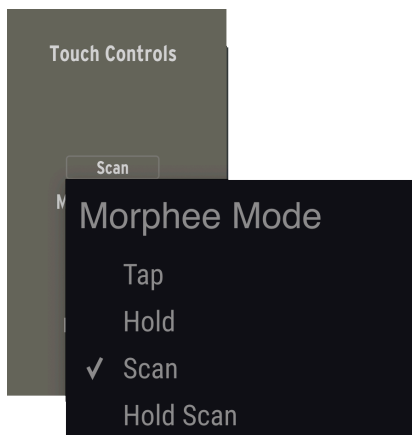 Touch Controls
Scan
Morphee Mode
Tap
Hold
Scan
Hold Scan